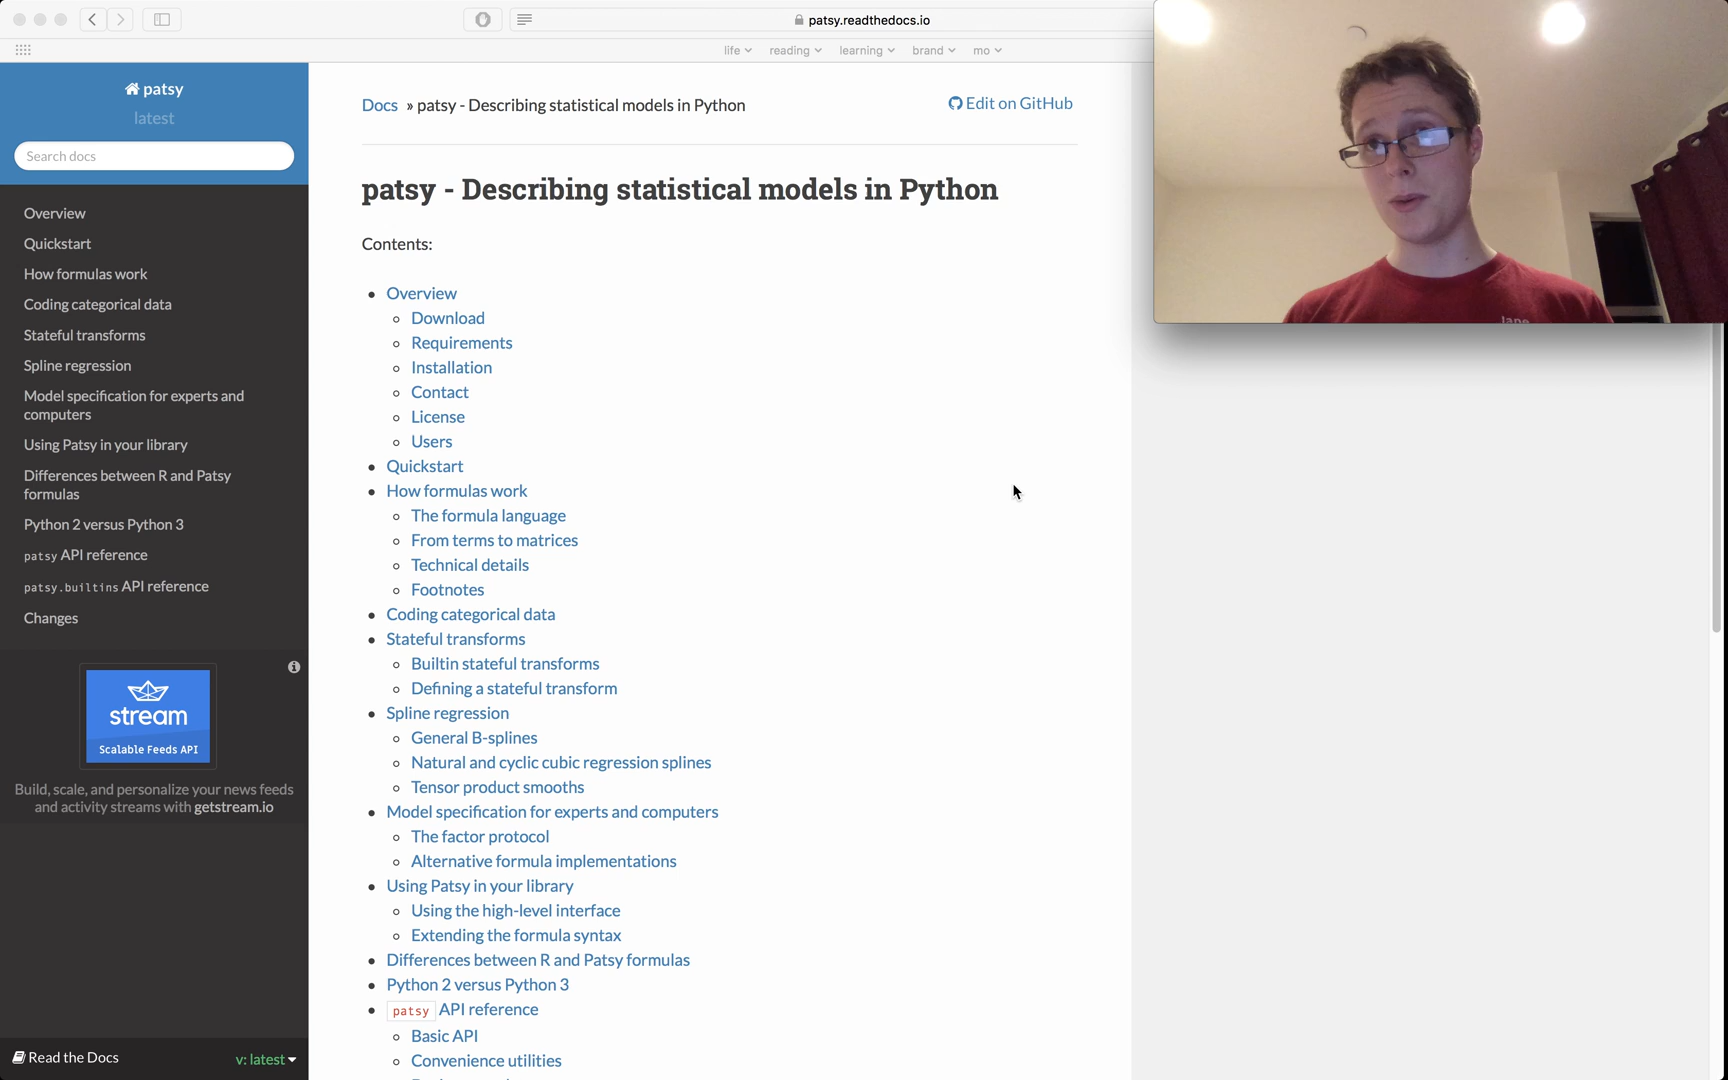 patsy.readthedocs.io
life
reading
learning
brand
mo
patsy
latest
Search docs
Overview
Quickstart
How formulas work
Coding categorical data
Stateful transforms
Spline regression
Model specification for experts and
computers
Using Patsy in your library
Differences between R and Patsy
formulas
Python 2 versus Python 3
patsy API reference
patsy.builtins API reference
Changes
stream
Scalable Feeds API
Build, scale, and personalize your news feeds
and activity streams with getstream.io
Read the Docs
v: latest
Docs » patsy - Describing statistical models in Python
Edit on GitHub
patsy - Describing statistical models in Python
Contents:
Overview
Download
Requirements
Installation
Contact
License
Users
Quickstart
How formulas work
The formula language
From terms to matrices
Technical details
Footnotes
Coding categorical data
Stateful transforms
Builtin stateful transforms
Defining a stateful transform
Spline regression
General B-splines
Natural and cyclic cubic regression splines
Tensor product smooths
Model specification for experts and computers
The factor protocol
Alternative formula implementations
Using Patsy in your library
Using the high-level interface
Extending the formula syntax
Differences between R and Patsy formulas
Python 2 versus Python 3
patsy API reference
Basic API
Convenience utilities